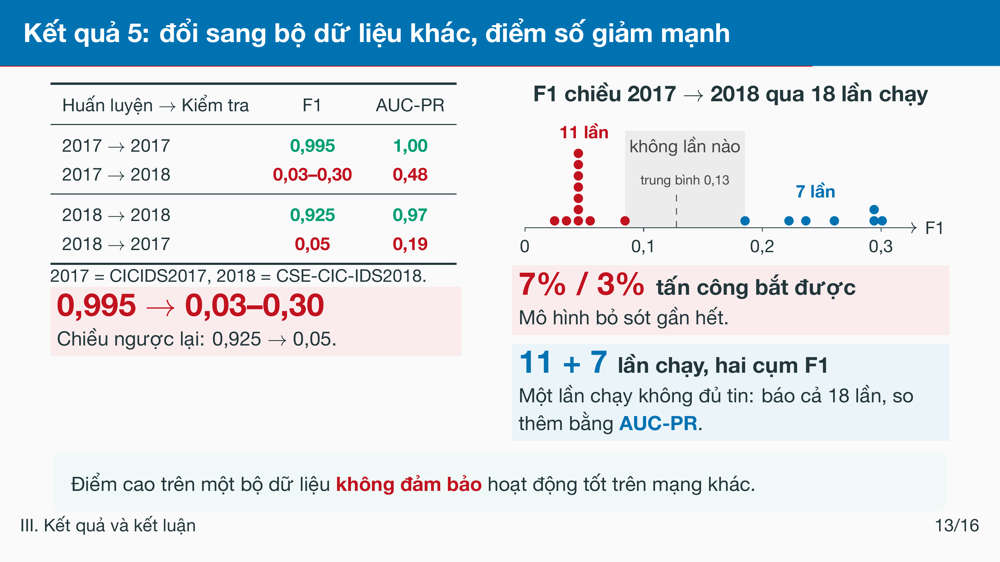 Kết quả 5: đổi sang bộ dữ liệu khác, điểm số giảm mạnh
Huấn luyện → Kiểm tra F1 AUC-PR
2017 → 2017 0,995 1,00
2017 → 2018 0,03–0,30 0,48
2018 → 2018 0,925 0,97
2018 → 2017 0,05 0,19
2017 = CICIDS2017, 2018 = CSE-CIC-IDS2018.
0,995 → 0,03–0,30
Chiều ngược lại: 0,925 → 0,05.
F1 chiều 2017 → 2018 qua 18 lần chạy
11 lần
không lần nào
trung bình 0,13
7 lần
F1
0 0,1 0,2 0,3
7% / 3% tấn công bắt được
Mô hình bỏ sót gần hết.
11 + 7 lần chạy, hai cụm F1
Một lần chạy không đủ tin: báo cả 18 lần, so
thêm bằng AUC-PR.
Điểm cao trên một bộ dữ liệu không đảm bảo hoạt động tốt trên mạng khác.
III. Kết quả và kết luận 13/16